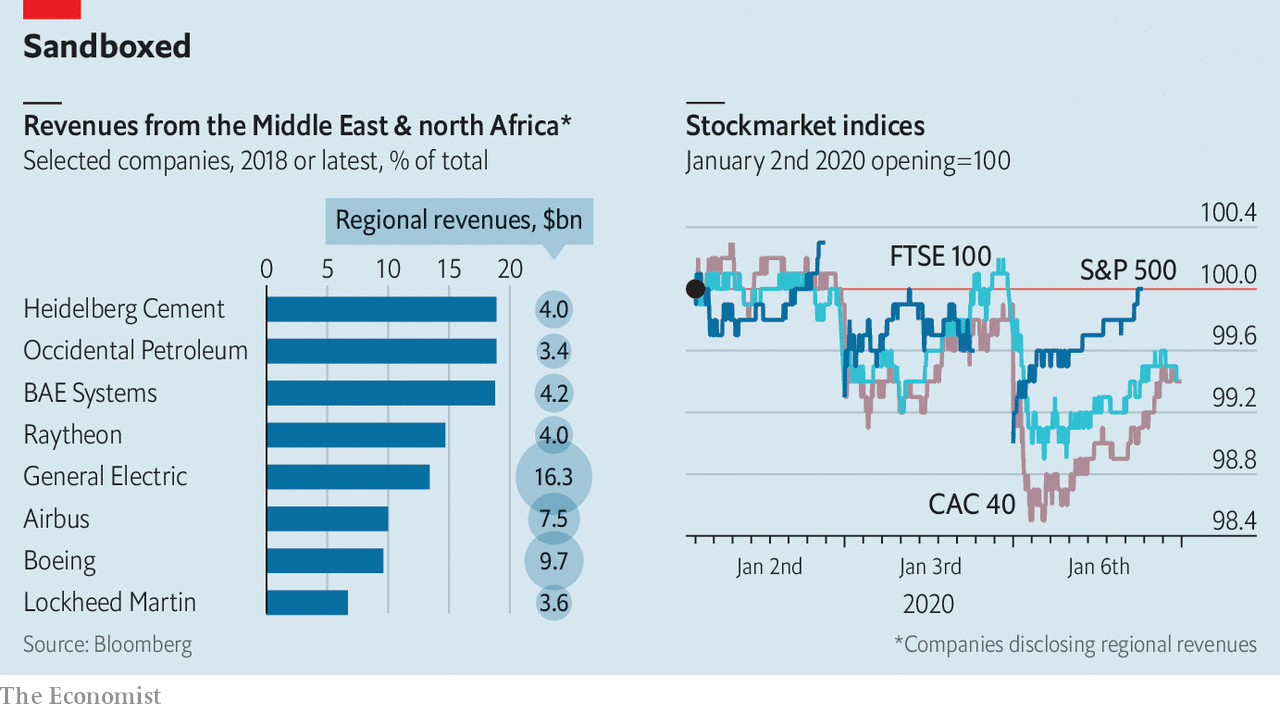 Sandboxed
Revenues from the Middle East & north Africa*
Selected companies, 2018 or latest, % of total
Regional revenues, $bn
0 5 10 15 20
Heidelberg Cement 4.0
Occidental Petroleum 3.4
BAE Systems 4.2
Raytheon 4.0
General Electric 16.3
Airbus 7.5
Boeing 9.7
Lockheed Martin 3.6
Source: Bloomberg
Stockmarket indices
January 2nd 2020 opening=100
100.4
FTSE 100
S&P 500
100.0
99.6
99.2
98.8
CAC 40
98.4
Jan 2nd Jan 3rd Jan 6th
2020
*Companies disclosing regional revenues
The Economist